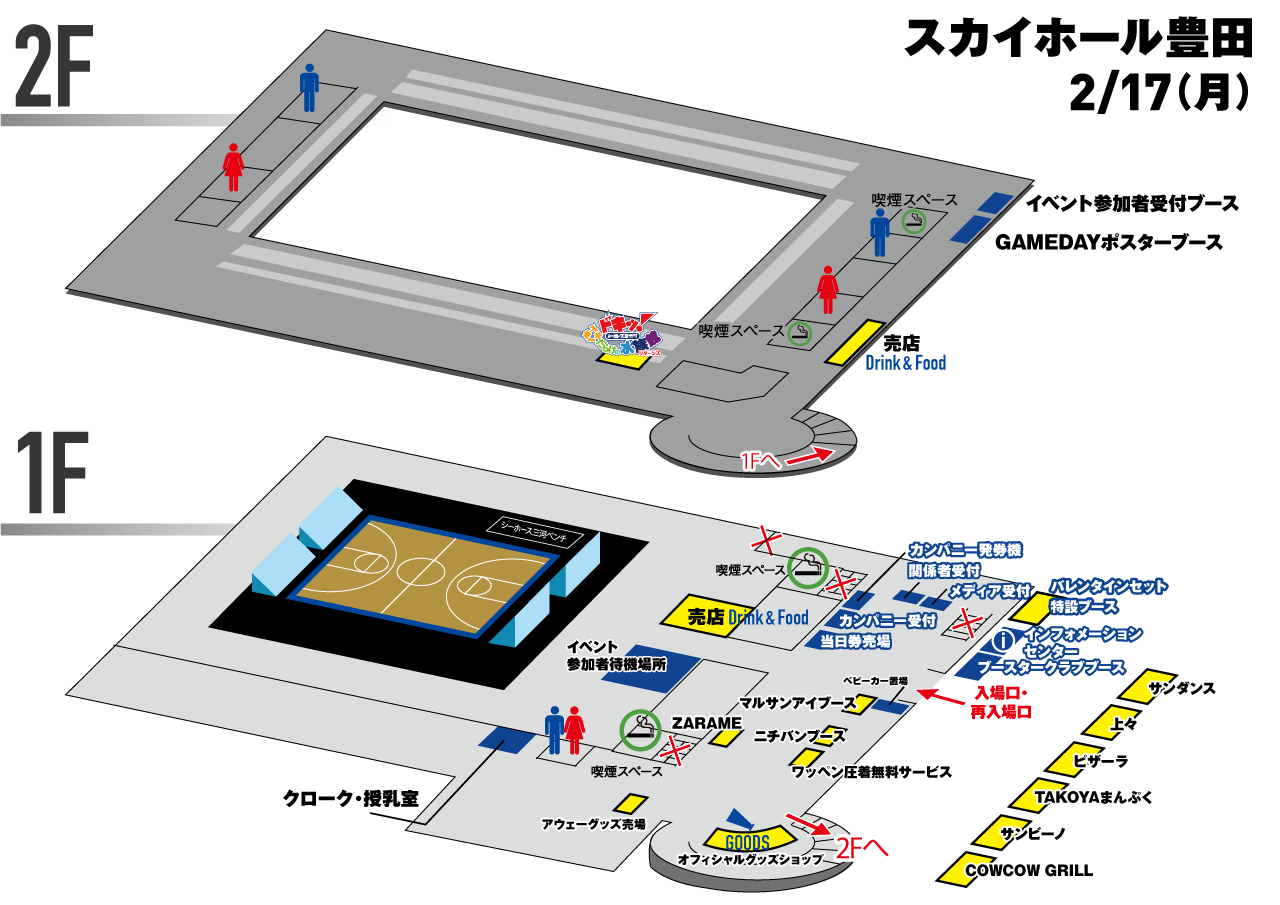 2F
スカイホール豊田
2/17(月)
喫煙スペース
イベント参加者受付ブース
GAMEDAYポスターブース
喫煙スペース
ドキッ!
水族館
リターンズ
売店
Drink & Food
1Fへ
1F
シーホース三河ベンチ
喫煙スペース
カンパニー発券機
関係者受付
メディア受付
バレンタインセット
特設ブース
売店 Drink & Food
カンパニー受付
当日券売場
i インフォメーション
センター
ブースタークラブブース
イベント
参加者待機場所
ベビーカー置場
入場口・
再入場口
サンダンス
マルサンアイブース
ZARAME
上々
ニチバンブース
喫煙スペース
ワッペン圧着無料サービス
ピザーラ
クローク・授乳室
TAKOYAまんぷく
アウェーグッズ売場
サンビーノ
GOODS
2Fへ
オフィシャルグッズショップ
COWCOW GRILL